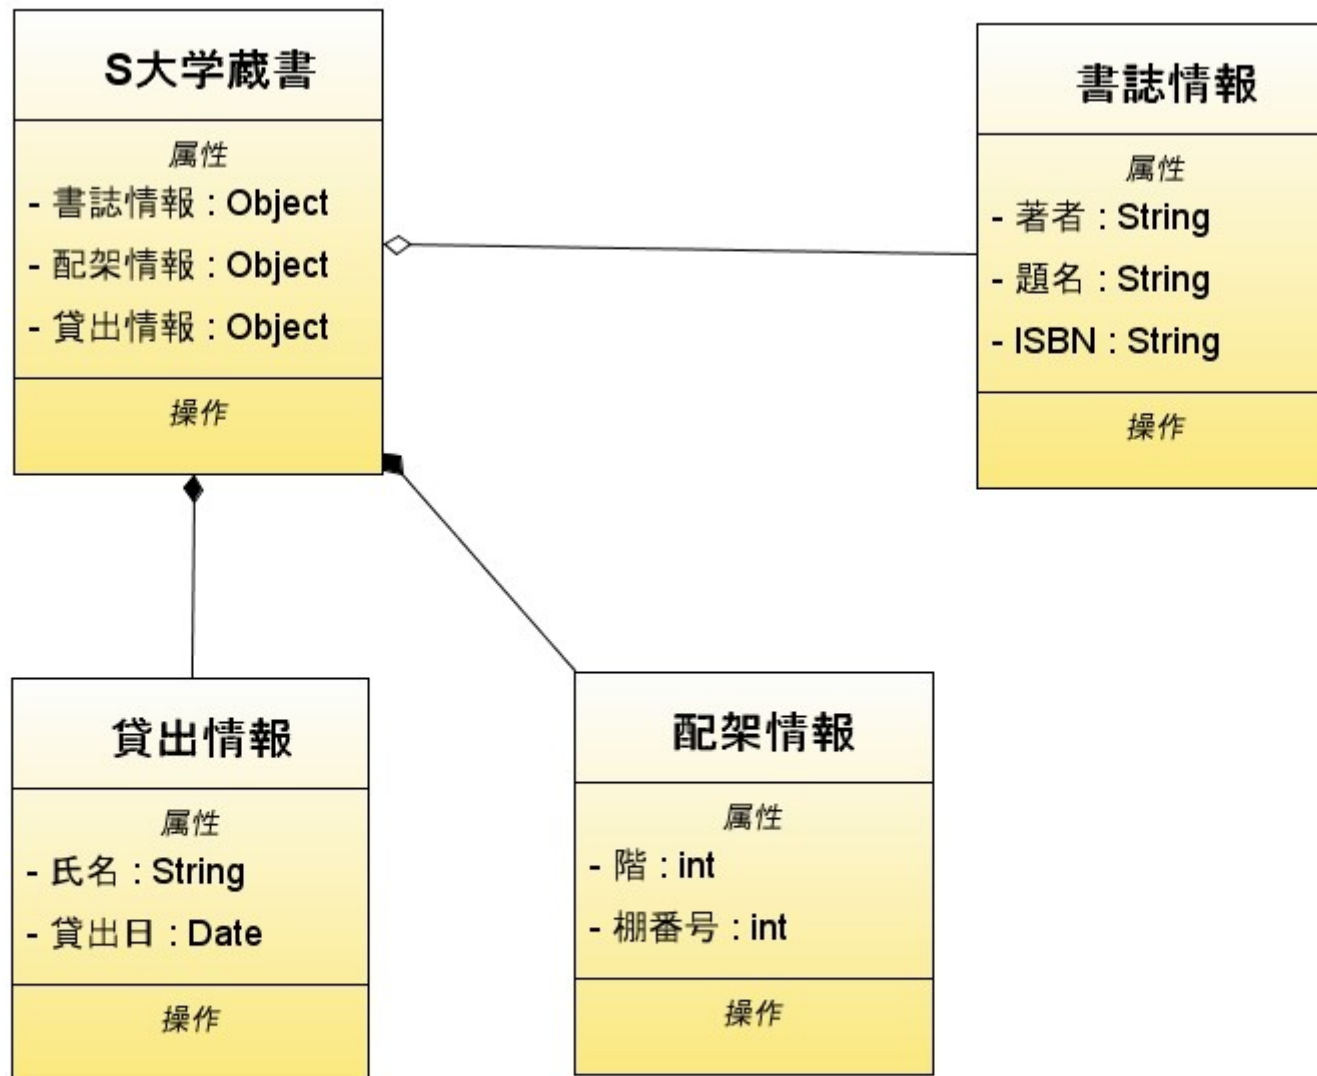 S大学蔵書
属性
- 書誌情報 : Object
- 配架情報 : Object
- 貸出情報 : Object
操作
書誌情報
属性
- 著者 : String
- 題名 : String
- ISBN : String
操作
貸出情報
属性
- 氏名 : String
- 貸出日 : Date
操作
配架情報
属性
- 階 : int
- 棚番号 : int
操作